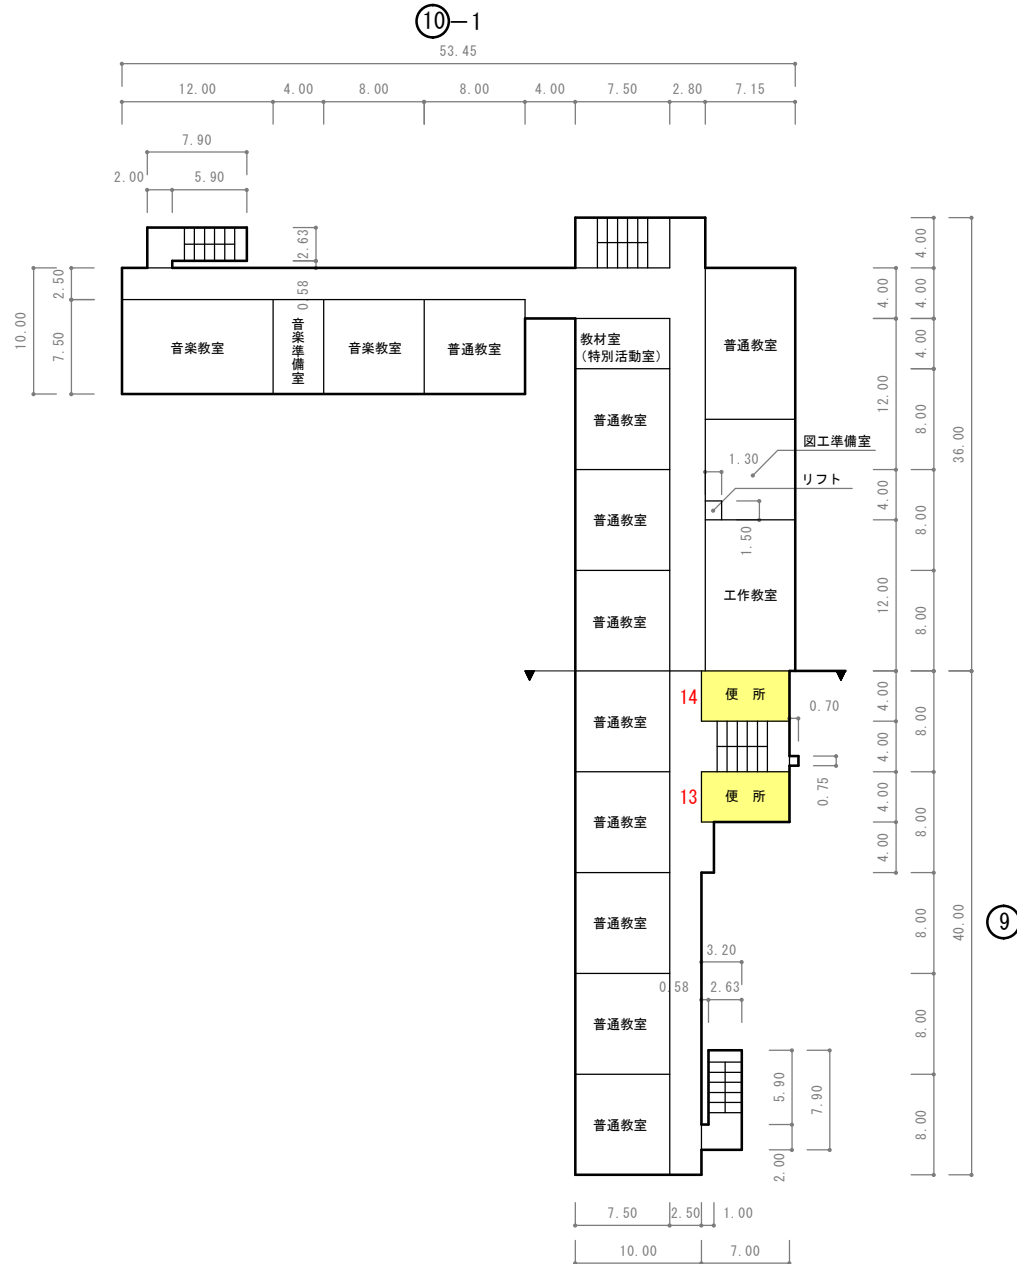 ⑩-1
53.45
12.00 4.00 8.00 8.00 4.00 7.50 2.80 7.15
7.90
2.00 5.90
2.63
0.58
10.00
2.50
7.50
音楽教室
音楽準備室
音楽教室
普通教室
教材室
(特別活動室)
普通教室
普通教室
図工準備室
1.30
リフト
1.50
普通教室
普通教室
工作教室
4.00
4.00
4.00
8.00
8.00
8.00
4.00
12.00
4.00
12.00
36.00
普通教室
14
便 所
0.70
0.75
普通教室
13
便 所
普通教室
普通教室
普通教室
4.00
4.00
4.00
4.00
8.00
8.00
8.00
8.00
8.00
40.00
⑨
3.20
0.58 2.63
5.90
2.00
7.90
7.50 2.50 1.00
10.00 7.00